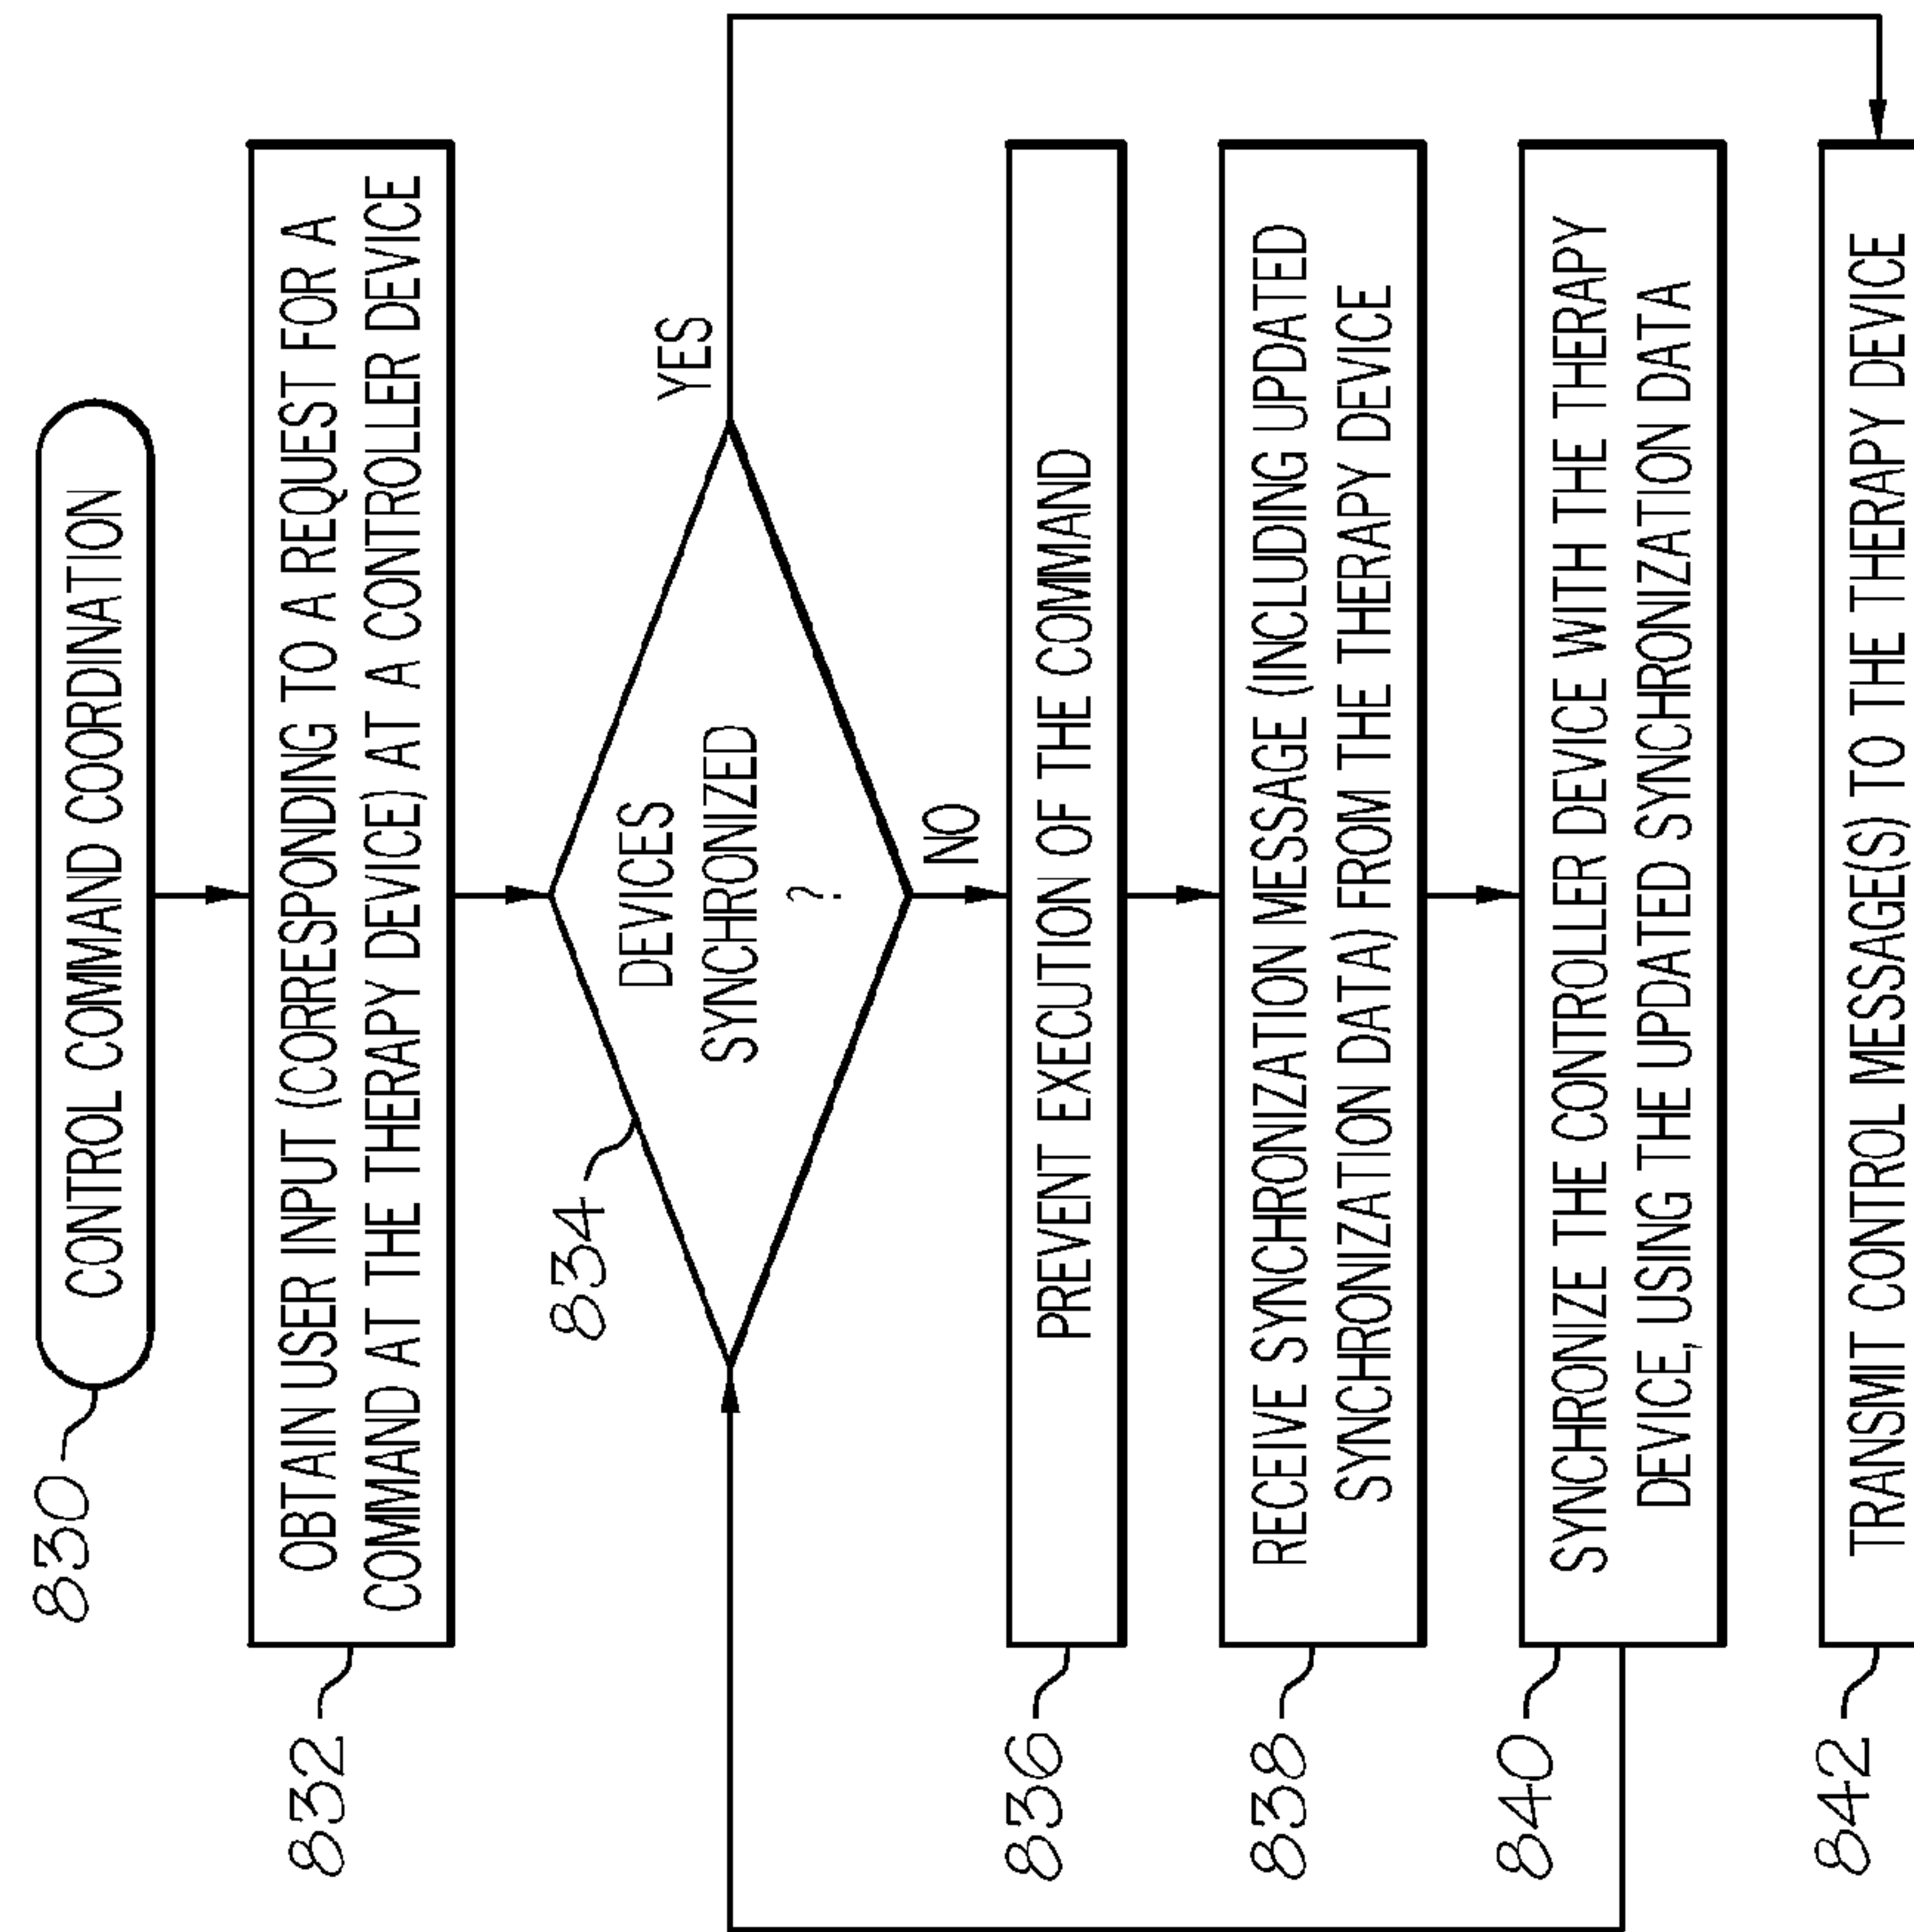 830
CONTROL COMMAND COORDINATION
832
OBTAIN USER INPUT (CORRESPONDING TO A REQUEST FOR A
COMMAND AT THE THERAPY DEVICE) AT A CONTROLLER DEVICE
834
DEVICES
SYNCHRONIZED
?
YES
NO
836
PREVENT EXECUTION OF THE COMMAND
838
RECEIVE SYNCHRONIZATION MESSAGE (INCLUDING UPDATED
SYNCHRONIZATION DATA) FROM THE THERAPY DEVICE
840
SYNCHRONIZE THE CONTROLLER DEVICE WITH THE THERAPY
DEVICE, USING THE UPDATED SYNCHRONIZATION DATA
842
TRANSMIT CONTROL MESSAGE(S) TO THE THERAPY DEVICE